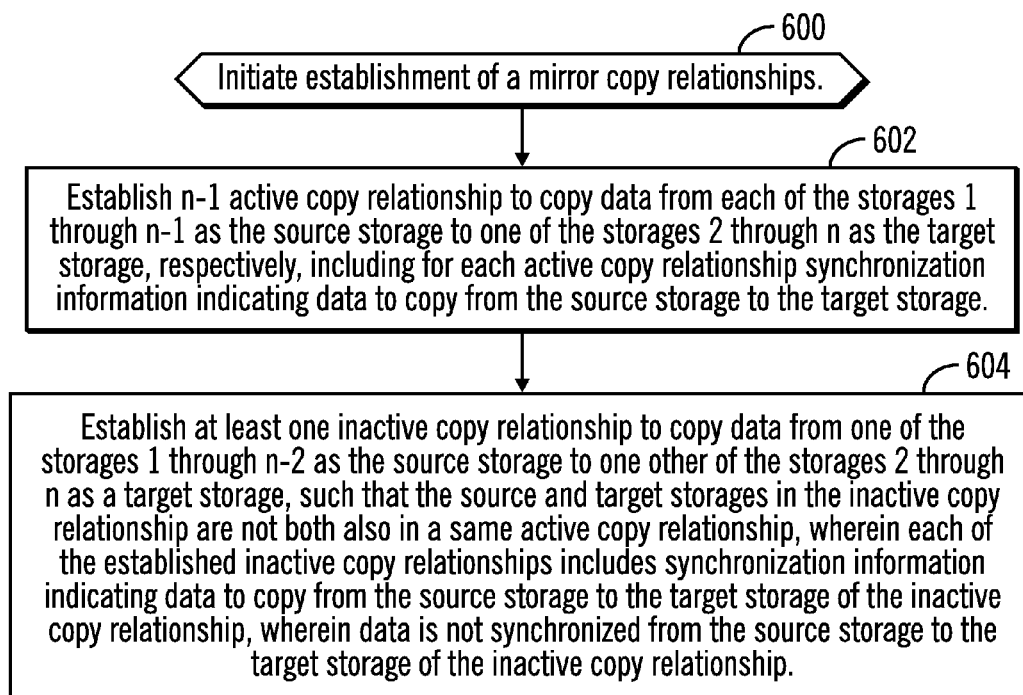 600
Initiate establishment of a mirror copy relationships.
602
Establish n-1 active copy relationship to copy data from each of the storages 1
through n-1 as the source storage to one of the storages 2 through n as the target
storage, respectively, including for each active copy relationship synchronization
information indicating data to copy from the source storage to the target storage.
604
Establish at least one inactive copy relationship to copy data from one of the
storages 1 through n-2 as the source storage to one other of the storages 2 through
n as a target storage, such that the source and target storages in the inactive copy
relationship are not both also in a same active copy relationship, wherein each of
the established inactive copy relationships includes synchronization information
indicating data to copy from the source storage to the target storage of the inactive
copy relationship, wherein data is not synchronized from the source storage to the
target storage of the inactive copy relationship.